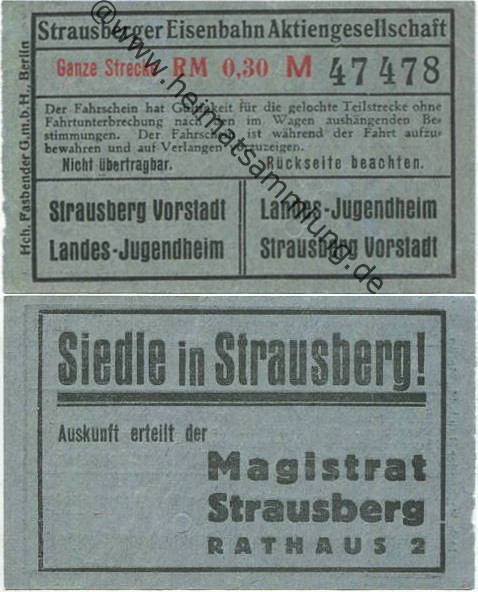 Strausberger Eisenbahn Aktiengesellschaft
Ganze Strecke RM 0,30 M 47478
Der Fahrschein hat Gültigkeit für die gelochte Teilstrecke ohne
Fahrtunterbrechung nach den im Wagen aushängenden Be=
stimmungen. Der Fahrschein ist während der Fahrt aufzu=
bewahren und auf Verlangen vorzuzeigen.
Nicht übertragbar. Rückseite beachten.
Strausberg Vorstadt
Landes-Jugendheim
Landes-Jugendheim
Strausberg Vorstadt
Hch. Fasbender G.m.b.H., Berlin
@www.heimatsammlung.de
Siedle in Strausberg!
Auskunft erteilt der
Magistrat
Strausberg
RATHAUS 2